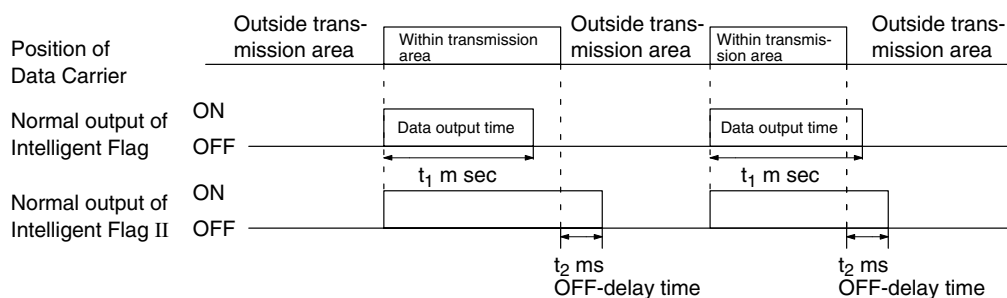 Outside trans-
mission area
Outside trans-
mission area
Outside trans-
mission area
Position of
Data Carrier
Within transmission
area
Within transmis-
sion area
Normal output of
Intelligent Flag
ON
OFF
Data output time
Data output time
t1 m sec
t1 m sec
Normal output of
Intelligent Flag II
ON
OFF
t2 ms
OFF-delay time
t2 ms
OFF-delay time